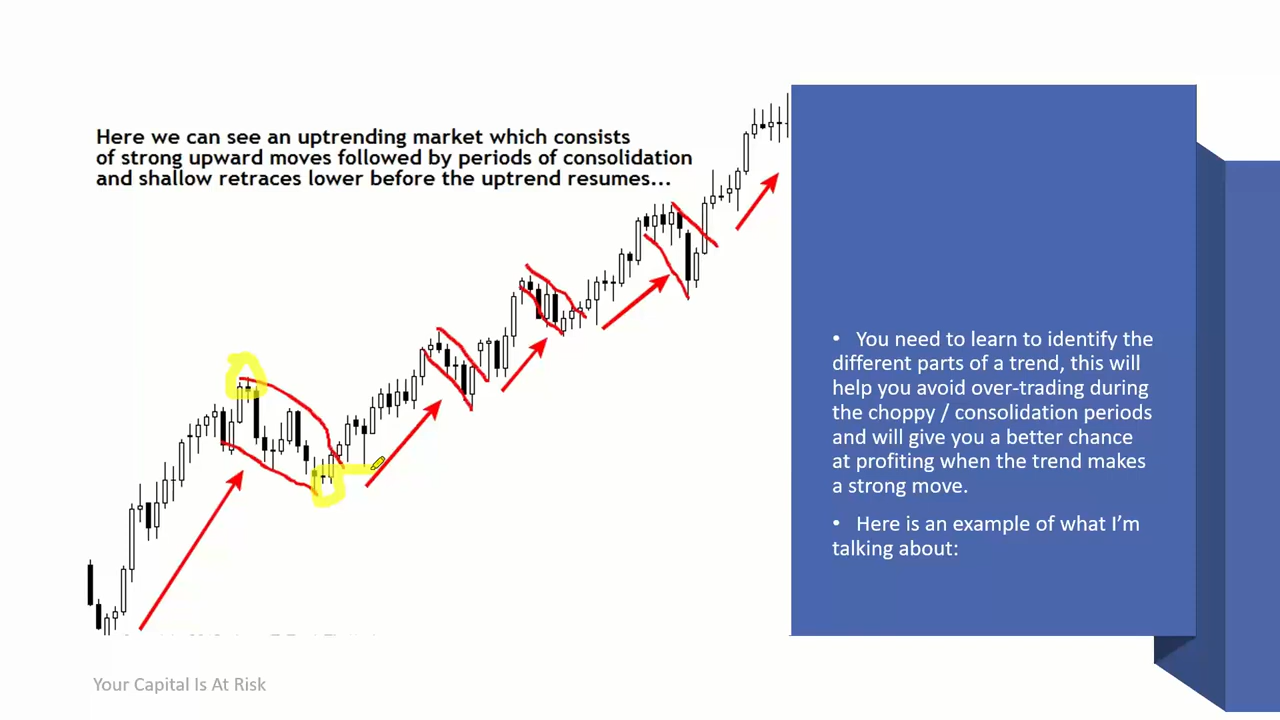 Here we can see an uptrending market which consists
of strong upward moves followed by periods of consolidation
and shallow retraces lower before the uptrend resumes...
• You need to learn to identify the
different parts of a trend, this will
help you avoid over-trading during
the choppy / consolidation periods
and will give you a better chance
at profiting when the trend makes
a strong move.
• Here is an example of what I’m
talking about:
Your Capital Is At Risk